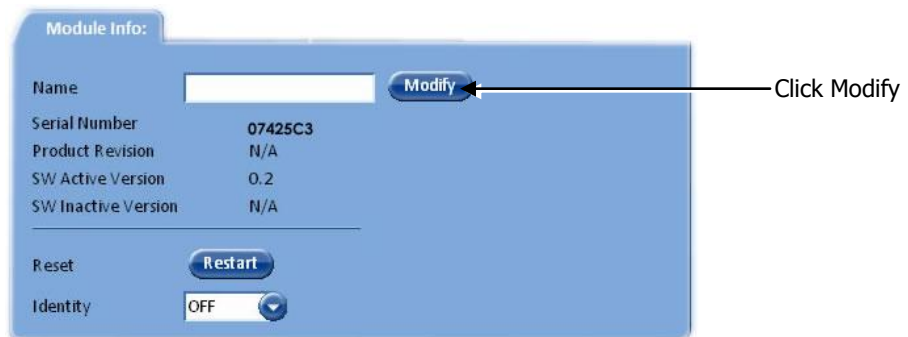 Module Info:
Name Modify Click Modify
Serial Number 07425C3
Product Revision N/A
SW Active Version 0.2
SW Inactive Version N/A
Reset Restart
Identity OFF